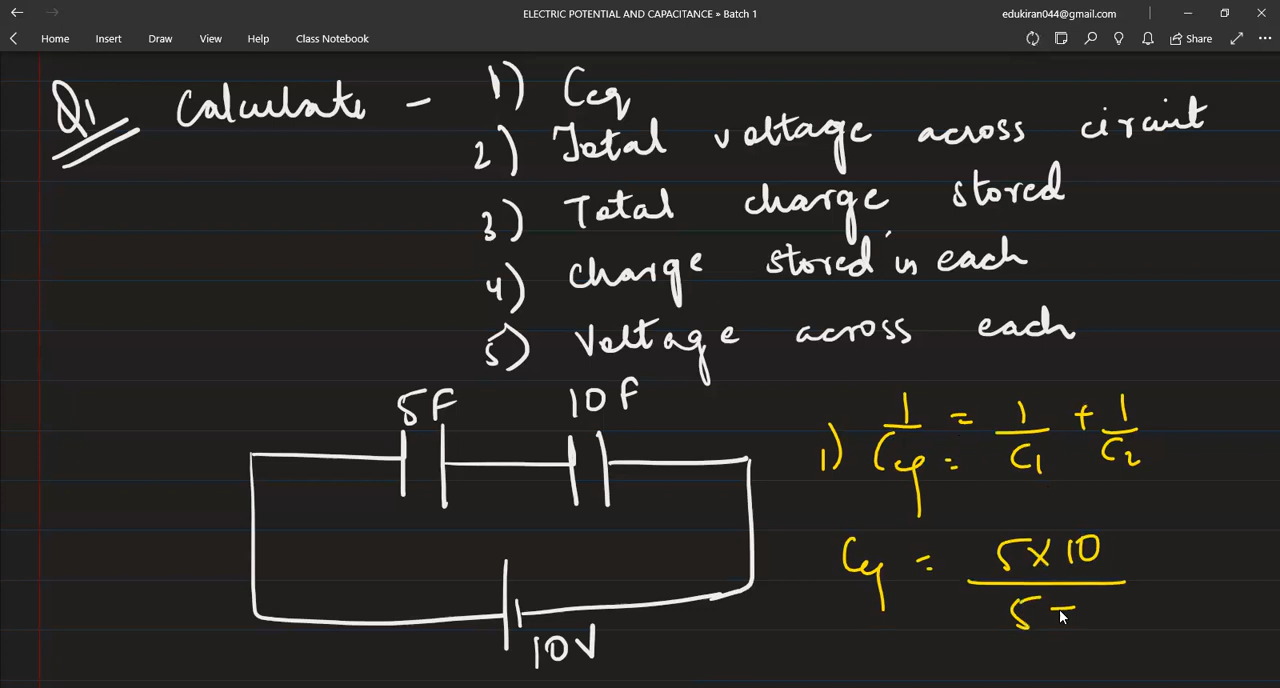 ELECTRIC POTENTIAL AND CAPACITANCE » Batch 1
edukiran044@gmail.com
Home Insert Draw View Help Class Notebook
Share
Q1 Calculate - 1) Ceq
2) Total voltage across circuit
3) Total charge stored
4) charge stored in each
5) Voltage across each
5F 10F
1) 1/Ceq = 1/C1 + 1/C2
Ceq = 5×10
5
10V